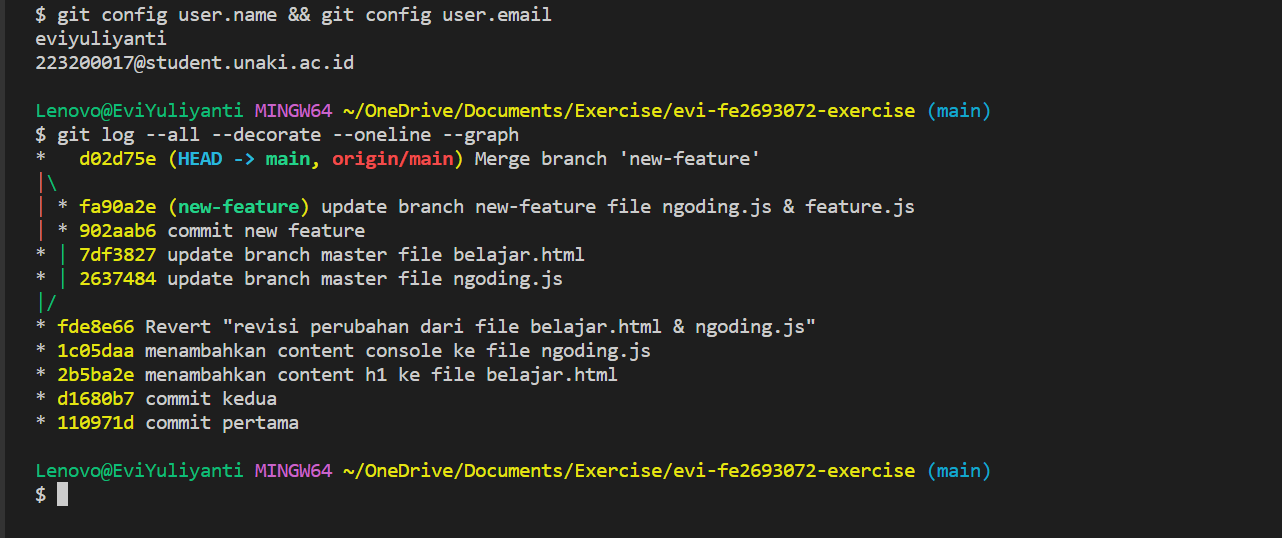 $ git config user.name && git config user.email
eviyuliyanti
223200017@student.unaki.ac.id
Lenovo@EviYuliyanti MINGW64 ~/OneDrive/Documents/Exercise/evi-fe2693072-exercise (main)
$ git log --all --decorate --oneline --graph
*   d02d75e (HEAD -> main, origin/main) Merge branch 'new-feature'
|\
| * fa90a2e (new-feature) update branch new-feature file ngoding.js & feature.js
| * 902aab6 commit new feature
* | 7df3827 update branch master file belajar.html
* | 2637484 update branch master file ngoding.js
|/
* fde8e66 Revert "revisi perubahan dari file belajar.html & ngoding.js"
* 1c05daa menambahkan content console ke file ngoding.js
* 2b5ba2e menambahkan content h1 ke file belajar.html
* d1680b7 commit kedua
* 110971d commit pertama
Lenovo@EviYuliyanti MINGW64 ~/OneDrive/Documents/Exercise/evi-fe2693072-exercise (main)
$